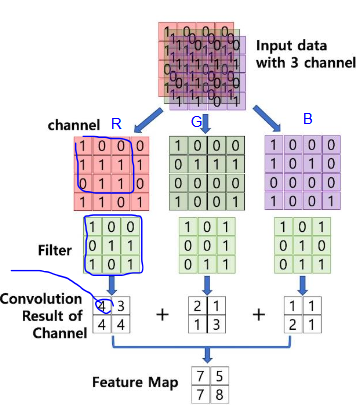 Input data
with 3 channel
channel R G B
1 0 0 0 1 0 0 0 1 0 0 0
1 1 1 1 0 1 1 1 1 0 1 0
0 1 1 1 0 0 0 0 0 0 0 0
1 1 0 1 1 0 1 1 1 0 0 1
Filter
1 0 0 1 0 1 1 0 1
0 1 1 0 0 1 0 1 0
1 0 1 0 1 1 0 1 1
Convolution
Result of
Channel
4 3 + 2 1 + 1 1
4 4 1 3 2 1
Feature Map
7 5
7 8